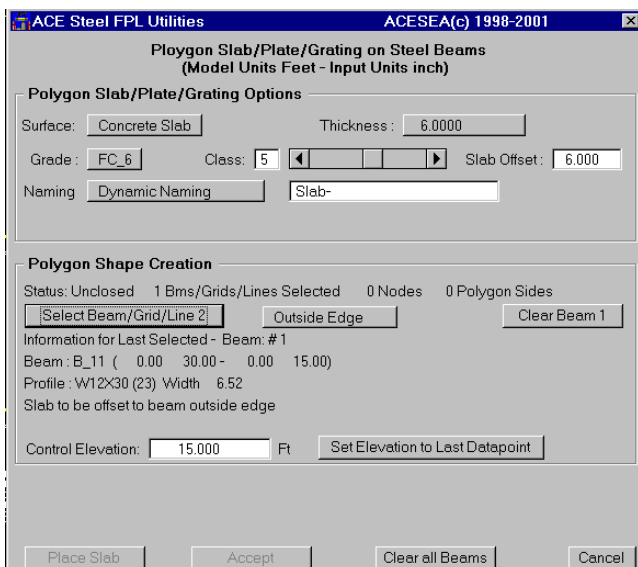 ACE Steel FPL Utilities ACESEA(c) 1998-2001
Ploygon Slab/Plate/Grating on Steel Beams
(Model Units Feet - Input Units inch)
Polygon Slab/Plate/Grating Options
Surface: Concrete Slab Thickness : 6.0000
Grade : FC_6 Class: 5 Slab Offset : 6.000
Naming Dynamic Naming Slab-
Polygon Shape Creation
Status: Unclosed 1 Bms/Grids/Lines Selected 0 Nodes 0 Polygon Sides
Select Beam/Grid/Line 2 Outside Edge Clear Beam 1
Information for Last Selected - Beam: # 1
Beam : B_11 ( 0.00 30.00 - 0.00 15.00)
Profile : W12X30 (23) Width 6.52
Slab to be offset to beam outside edge
Control Elevation: 15.000 Ft Set Elevation to Last Datapoint
Place Slab Accept Clear all Beams Cancel